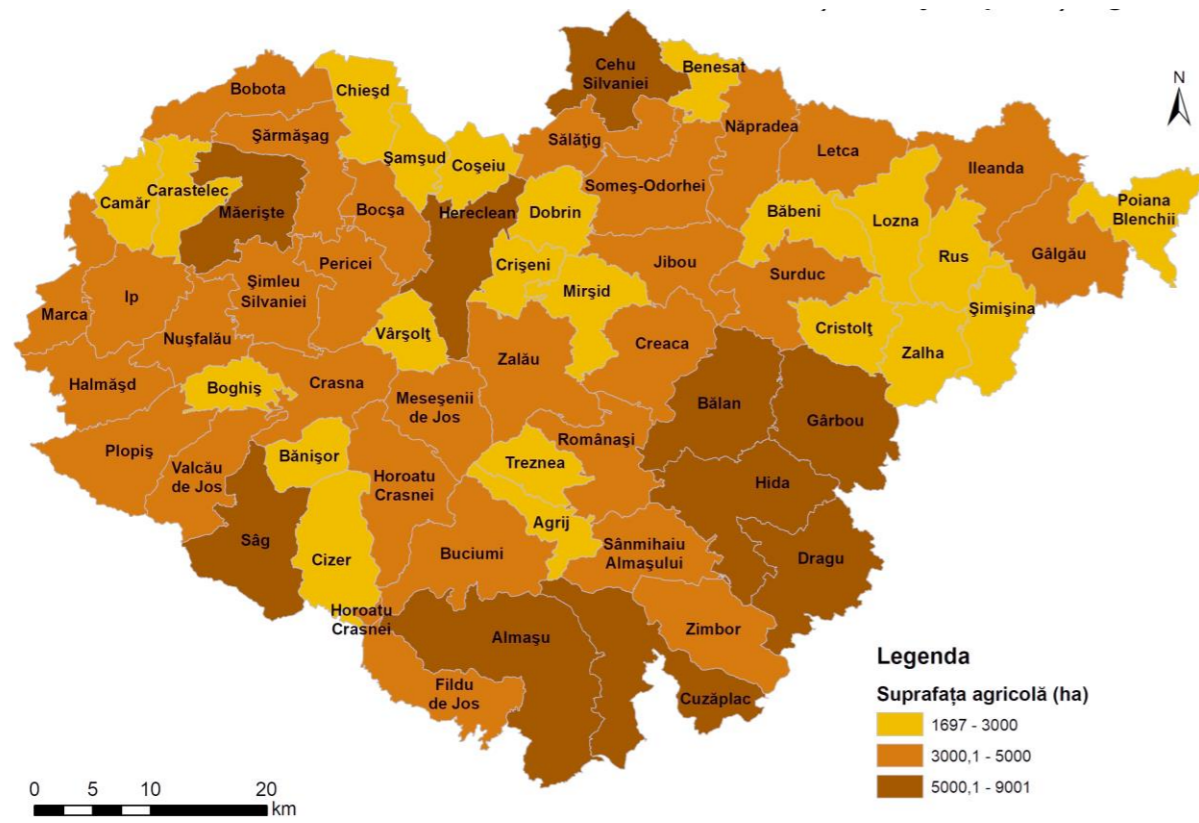 Cehu
Silvaniei
Benesat
N
Bobota
Chieşd
Năpradea
Şărmăşag
Sălăţig
Letca
Şamşud
Coşeiu
Ileanda
Camăr
Carastelec
Someş-Odorhei
Poiana
Blenchii
Măerişte
Bocşa
Hereclean
Dobrin
Băbeni
Lozna
Rus
Gâlgău
Pericei
Crişeni
Jibou
Surduc
Ip
Şimleu
Silvaniei
Mirşid
Şimişina
Marca
Nuşfalău
Vârşolţ
Cristolţ
Zalău
Creaca
Zalha
Halmăşd
Boghiş
Crasna
Meseşenii
de Jos
Bălan
Gârbou
Plopiş
Bănişor
Românaşi
Valcău
de Jos
Treznea
Horoatu
Crasnei
Hida
Agrij
Sâg
Cizer
Buciumi
Sânmihaiu
Almaşului
Dragu
Horoatu
Crasnei
Almaşu
Zimbor
Fildu
de Jos
Cuzăplac
Legenda
Suprafața agricolă (ha)
1697 - 3000
3000,1 - 5000
5000,1 - 9001
0 5 10 20
km